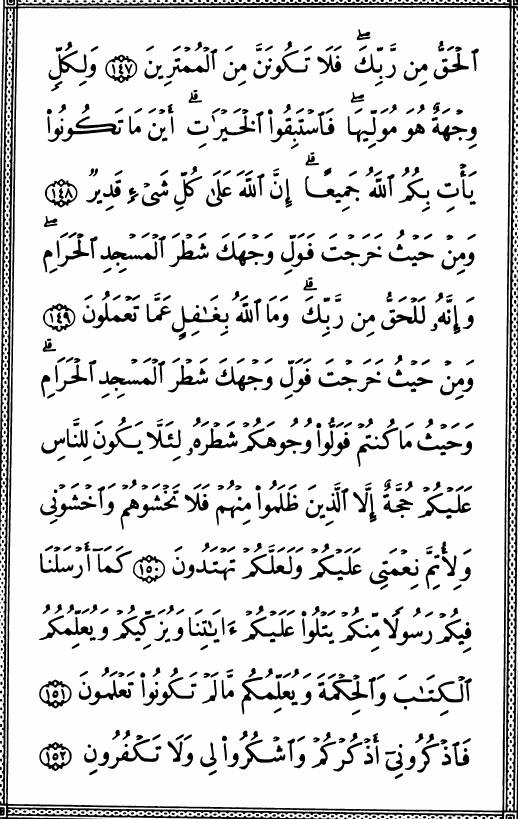 ٱلۡحَقُّ مِن رَّبِّكَۖ فَلَا تَكُونَنَّ مِنَ ٱلۡمُمۡتَرِينَ ١٤٧ وَلِكُلّٖ
وِجۡهَةٌ هُوَ مُوَلِّيهَاۖ فَٱسۡتَبِقُواْ ٱلۡخَيۡرَٰتِۚ أَيۡنَ مَا تَكُونُواْ
يَأۡتِ بِكُمُ ٱللَّهُ جَمِيعًاۚ إِنَّ ٱللَّهَ عَلَىٰ كُلِّ شَيۡءٖ قَدِيرٞ ١٤٨
وَمِنۡ حَيۡثُ خَرَجۡتَ فَوَلِّ وَجۡهَكَ شَطۡرَ ٱلۡمَسۡجِدِ ٱلۡحَرَامِۖ
وَإِنَّهُۥ لَلۡحَقُّ مِن رَّبِّكَۗ وَمَا ٱللَّهُ بِغَٰفِلٍ عَمَّا تَعۡمَلُونَ ١٤٩
وَمِنۡ حَيۡثُ خَرَجۡتَ فَوَلِّ وَجۡهَكَ شَطۡرَ ٱلۡمَسۡجِدِ ٱلۡحَرَامِۚ
وَحَيۡثُ مَا كُنتُمۡ فَوَلُّواْ وُجُوهَكُمۡ شَطۡرَهُۥ لِئَلَّا يَكُونَ لِلنَّاسِ
عَلَيۡكُمۡ حُجَّةٌ إِلَّا ٱلَّذِينَ ظَلَمُواْ مِنۡهُمۡ فَلَا تَخۡشَوۡهُمۡ وَٱخۡشَوۡنِي
وَلِأُتِمَّ نِعۡمَتِي عَلَيۡكُمۡ وَلَعَلَّكُمۡ تَهۡتَدُونَ ١٥٠ كَمَآ أَرۡسَلۡنَا
فِيكُمۡ رَسُولٗا مِّنكُمۡ يَتۡلُواْ عَلَيۡكُمۡ ءَايَٰتِنَا وَيُزَكِّيكُمۡ وَيُعَلِّمُكُمُ
ٱلۡكِتَٰبَ وَٱلۡحِكۡمَةَ وَيُعَلِّمُكُم مَّا لَمۡ تَكُونُواْ تَعۡلَمُونَ ١٥١
فَٱذۡكُرُونِيٓ أَذۡكُرۡكُمۡ وَٱشۡكُرُواْ لِي وَلَا تَكۡفُرُونِ ١٥٢